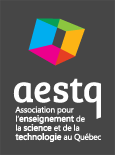 aestq
Association pour
l'enseignement de
la science et de la
technologie au Québec